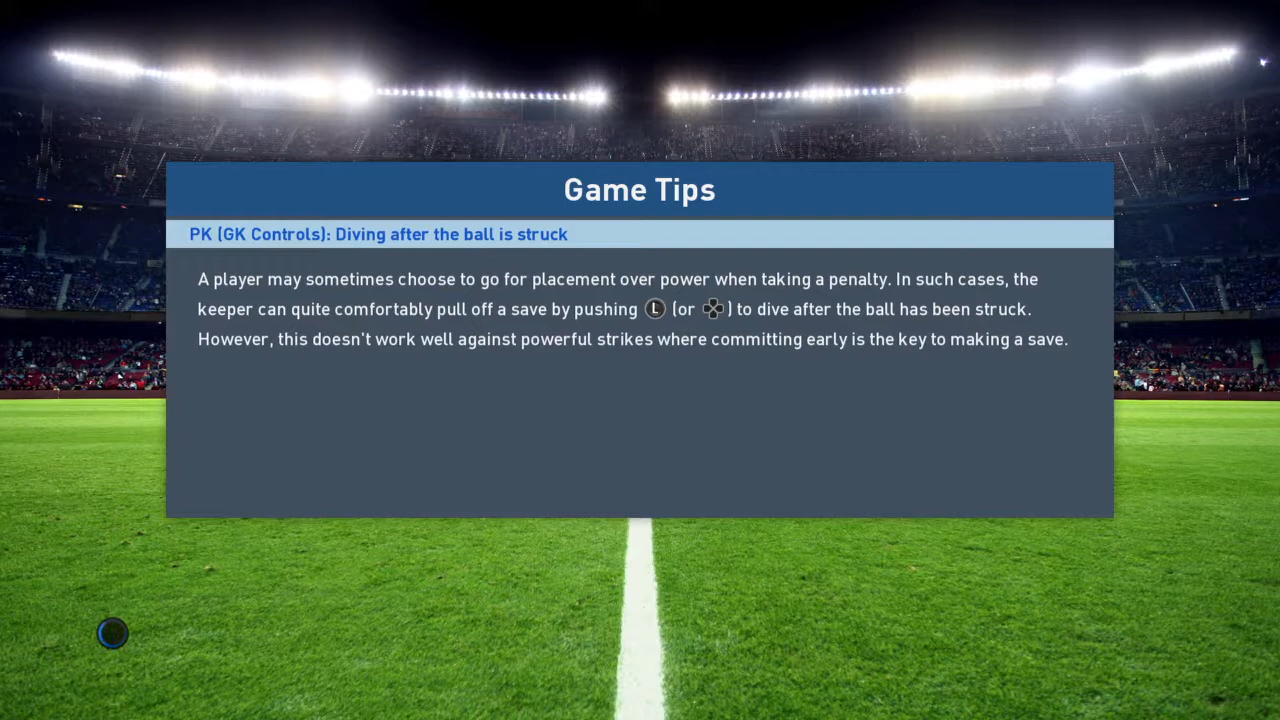 Game Tips
PK (GK Controls): Diving after the ball is struck
A player may sometimes choose to go for placement over power when taking a penalty. In such cases, the
keeper can quite comfortably pull off a save by pushing L (or ) to dive after the ball has been struck.
However, this doesn't work well against powerful strikes where committing early is the key to making a save.